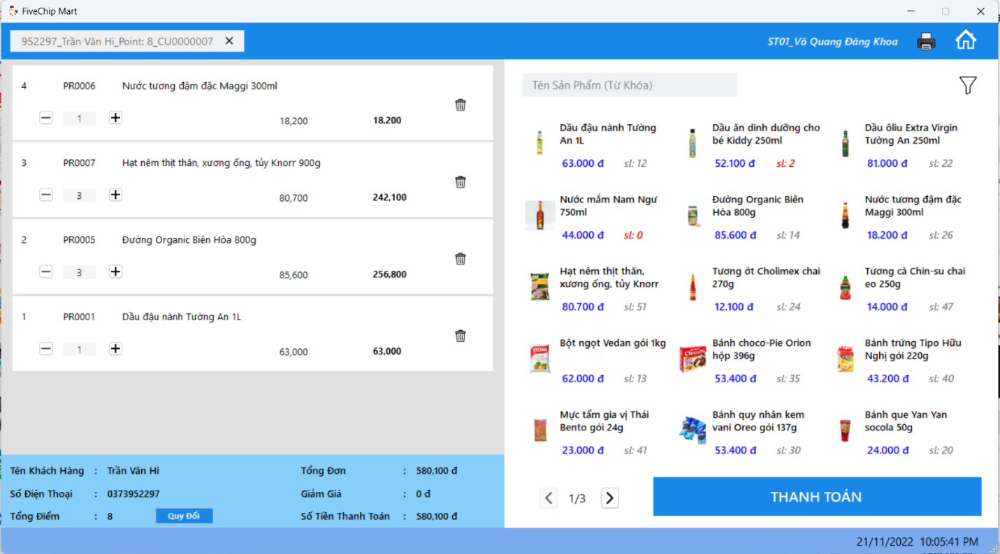 FiveChip Mart
952297_Trần Văn Hi_Point: 8_CU0000007
ST01_Võ Quang Đăng Khoa
4 PR0006 Nước tương đậm đặc Maggi 300ml
1 18,200 18,200
3 PR0007 Hạt nêm thịt thăn, xương ống, tủy Knorr 900g
3 80,700 242,100
2 PR0005 Đường Organic Biên Hòa 800g
3 85,600 256,800
1 PR0001 Dầu đậu nành Tường An 1L
1 63,000 63,000
Tên Khách Hàng : Trần Văn Hi
Số Điện Thoại : 0373952297
Tổng Điểm : 8 Quy Đổi
Tổng Đơn : 580,100 đ
Giảm Giá : 0 đ
Số Tiền Thanh Toán : 580,100 đ
Tên Sản Phẩm (Từ Khóa)
Dầu đậu nành Tường
An 1L
63.000 đ sl: 12
Dầu ăn dinh dưỡng cho
bé Kiddy 250ml
52.100 đ sl: 2
Dầu ôliu Extra Virgin
Tường An 250ml
81.000 đ sl: 22
Nước mắm Nam Ngư
750ml
44.000 đ sl: 0
Đường Organic Biên
Hòa 800g
85.600 đ sl: 14
Nước tương đậm đặc
Maggi 300ml
18.200 đ sl: 26
Hạt nêm thịt thăn,
xương ống, tủy Knorr
80.700 đ sl: 51
Tương ớt Cholimex chai
270g
12.100 đ sl: 24
Tương cà Chin-su chai
eo 250g
14.000 đ sl: 47
Bột ngọt Vedan gói 1kg
62.000 đ sl: 13
Bánh choco-Pie Orion
hộp 396g
53.400 đ sl: 35
Bánh trứng Tipo Hữu
Nghị gói 220g
43.200 đ sl: 40
Mực tẩm gia vị Thái
Bento gói 24g
23.000 đ sl: 41
Bánh quy nhân kem
vani Oreo gói 137g
53.400 đ sl: 30
Bánh que Yan Yan
socola 50g
24.000 đ sl: 20
1/3
THANH TOÁN
21/11/2022 10:05:41 PM